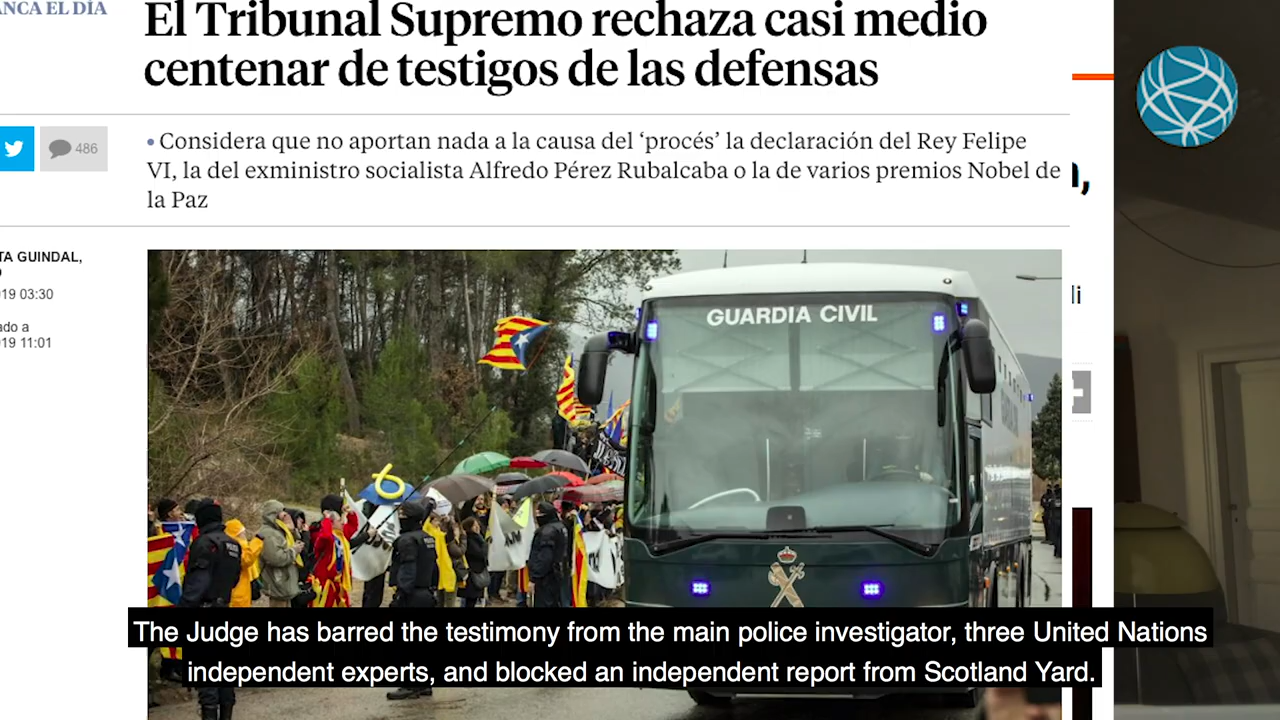 ANCA EL DÍA
El Tribunal Supremo rechaza casi medio
centenar de testigos de las defensas
• Considera que no aportan nada a la causa del ‘procés’ la declaración del Rey Felipe
VI, la del exministro socialista Alfredo Pérez Rubalcaba o la de varios premios Nobel de
la Paz
486
TA GUINDAL,
19 03:30
ado a
19 11:01
GUARDIA CIVIL
The Judge has barred the testimony from the main police investigator, three United Nations
independent experts, and blocked an independent report from Scotland Yard.